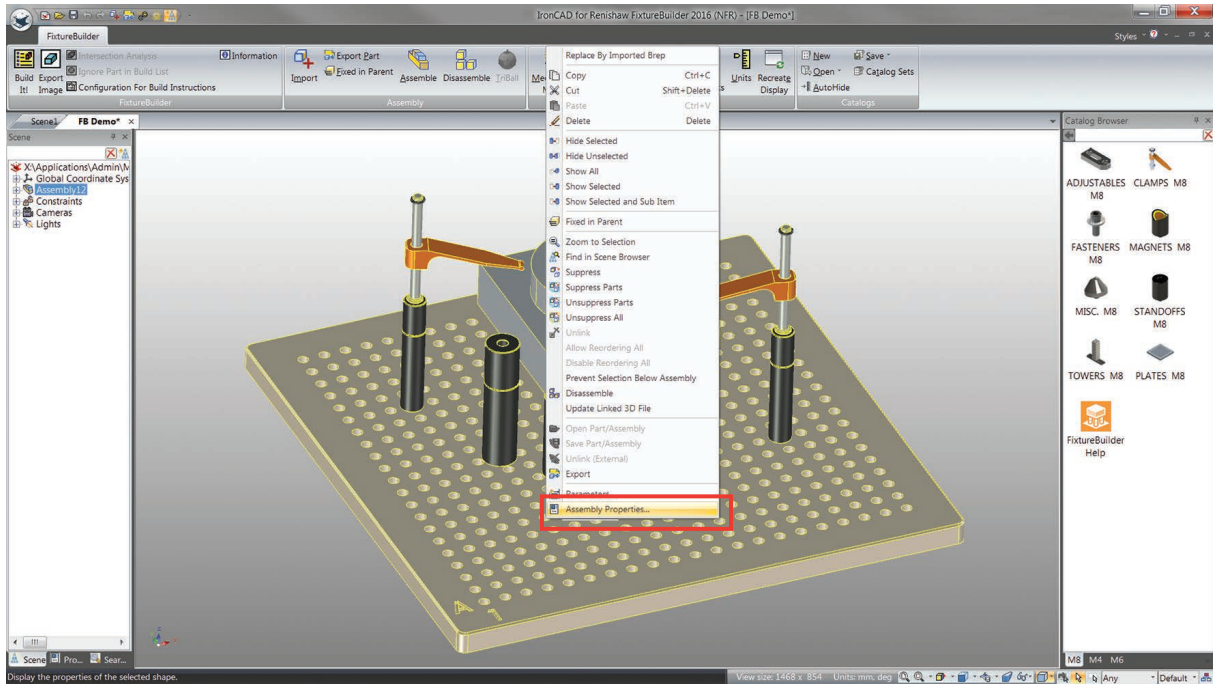 IronCAD for Renishaw FixtureBuilder 2016 (NFR) - [FB Demo*]
FixtureBuilder
Styles
Intersection Analysis
Ignore Part in Build List
Configuration For Build Instructions
Information
Build It!
Export Image
FixtureBuilder
Import
Export Part
Fixed in Parent
Assemble
Disassemble
TriBall
Assembly
Units
Recreate Display
New
Open
AutoHide
Save
Catalog Sets
Catalogs
Scene1
FB Demo*
Scene
X:\Applications\Admin\
Global Coordinate Sys
Assembly12
Constraints
Cameras
Lights
Replace By Imported Brep
Copy Ctrl+C
Cut Shift+Delete
Paste Ctrl+V
Delete Delete
Hide Selected
Hide Unselected
Show All
Show Selected
Show Selected and Sub Item
Fixed in Parent
Zoom to Selection
Find in Scene Browser
Suppress
Suppress Parts
Unsuppress Parts
Unsuppress All
Unlink
Allow Reordering All
Disable Reordering All
Prevent Selection Below Assembly
Disassemble
Update Linked 3D File
Open Part/Assembly
Save Part/Assembly
Unlink (External)
Export
Parameters
Assembly Properties...
A 1
Catalog Browser
ADJUSTABLES M8
CLAMPS M8
FASTENERS M8
MAGNETS M8
MISC. M8
STANDOFFS M8
TOWERS M8
PLATES M8
FixtureBuilder Help
M8 M4 M6
Scene Pro... Sear...
Display the properties of the selected shape.
View size: 1468 x 854 Units: mm, deg
Any
Default